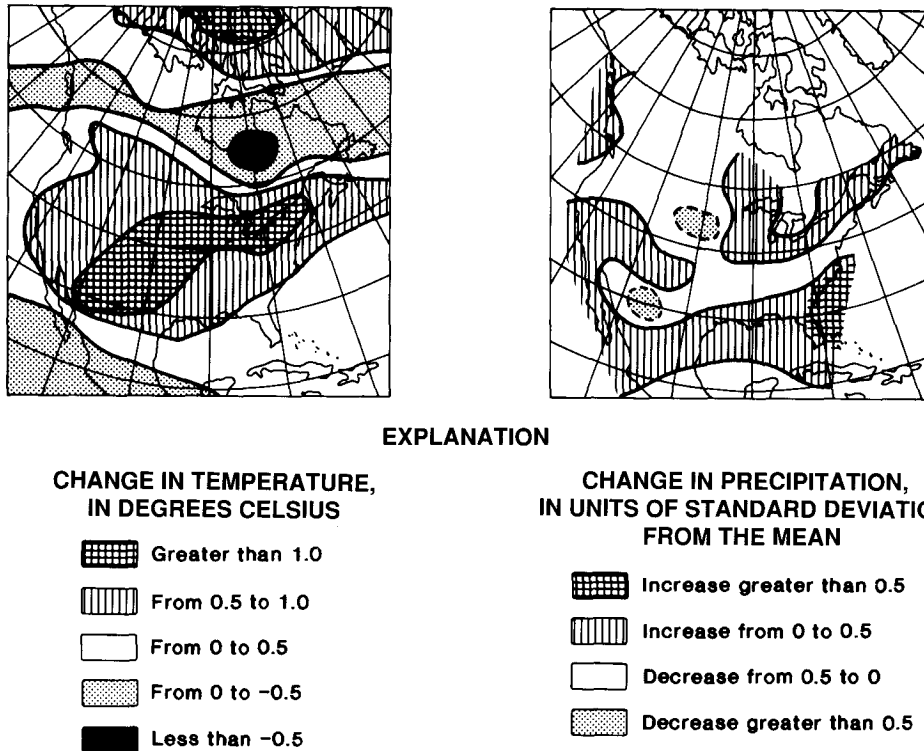 EXPLANATION
CHANGE IN TEMPERATURE,
IN DEGREES CELSIUS
Greater than 1.0
From 0.5 to 1.0
From 0 to 0.5
From 0 to -0.5
Less than -0.5
CHANGE IN PRECIPITATION,
IN UNITS OF STANDARD DEVIATIO
FROM THE MEAN
Increase greater than 0.5
Increase from 0 to 0.5
Decrease from 0.5 to 0
Decrease greater than 0.5